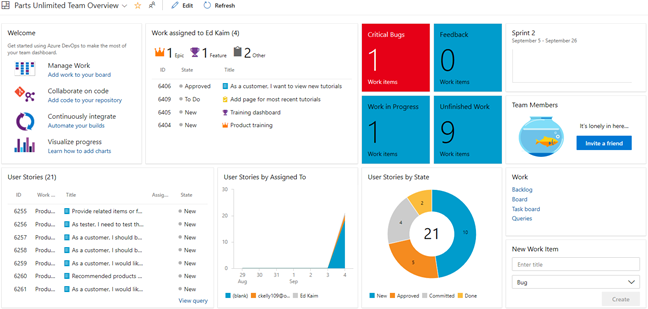 Parts Unlimited Team Overview
Edit
Refresh
Welcome
Get started using Azure DevOps to make the most of your team dashboard.
Manage Work
Add work to your board
Collaborate on code
Add code to your repository
Continuously integrate
Automate your builds
Visualize progress
Learn how to add charts
Work assigned to Ed Kaim (4)
1 Epic
1 Feature
2 Other
ID State Title
6406 Approved As a customer, I want to view new tutorials
6409 To Do Add page for most recent tutorials
6405 New Training dashboard
6404 New Product training
Critical Bugs
1
Work items
Feedback
0
Work items
Work in Progress
1
Work items
Unfinished Work
9
Work items
Sprint 2
September 5 - September 26
Team Members
It's lonely in here...
Invite a friend
User Stories (21)
ID Work ... Title Assig... State
6255 Produ... Provide related items or f... New
6256 Produ... As tester, I need to test th... New
6257 Produ... As a customer, I should b... New
6258 Produ... As a customer, I should b... New
6259 Produ... As a customer, I would lik... New
6260 Produ... Recommended products ... New
6261 Produ... As a customer, I would lik... New
View query
User Stories by Assigned To
30
20
10
0
29 30 31 1 2 3 4
Aug Sep
(blank) ckelly109@o... Ed Kaim
User Stories by State
2
4
10
5
21
New Approved Committed Done
Work
Backlog
Board
Task board
Queries
New Work Item
Enter title
Bug
Create